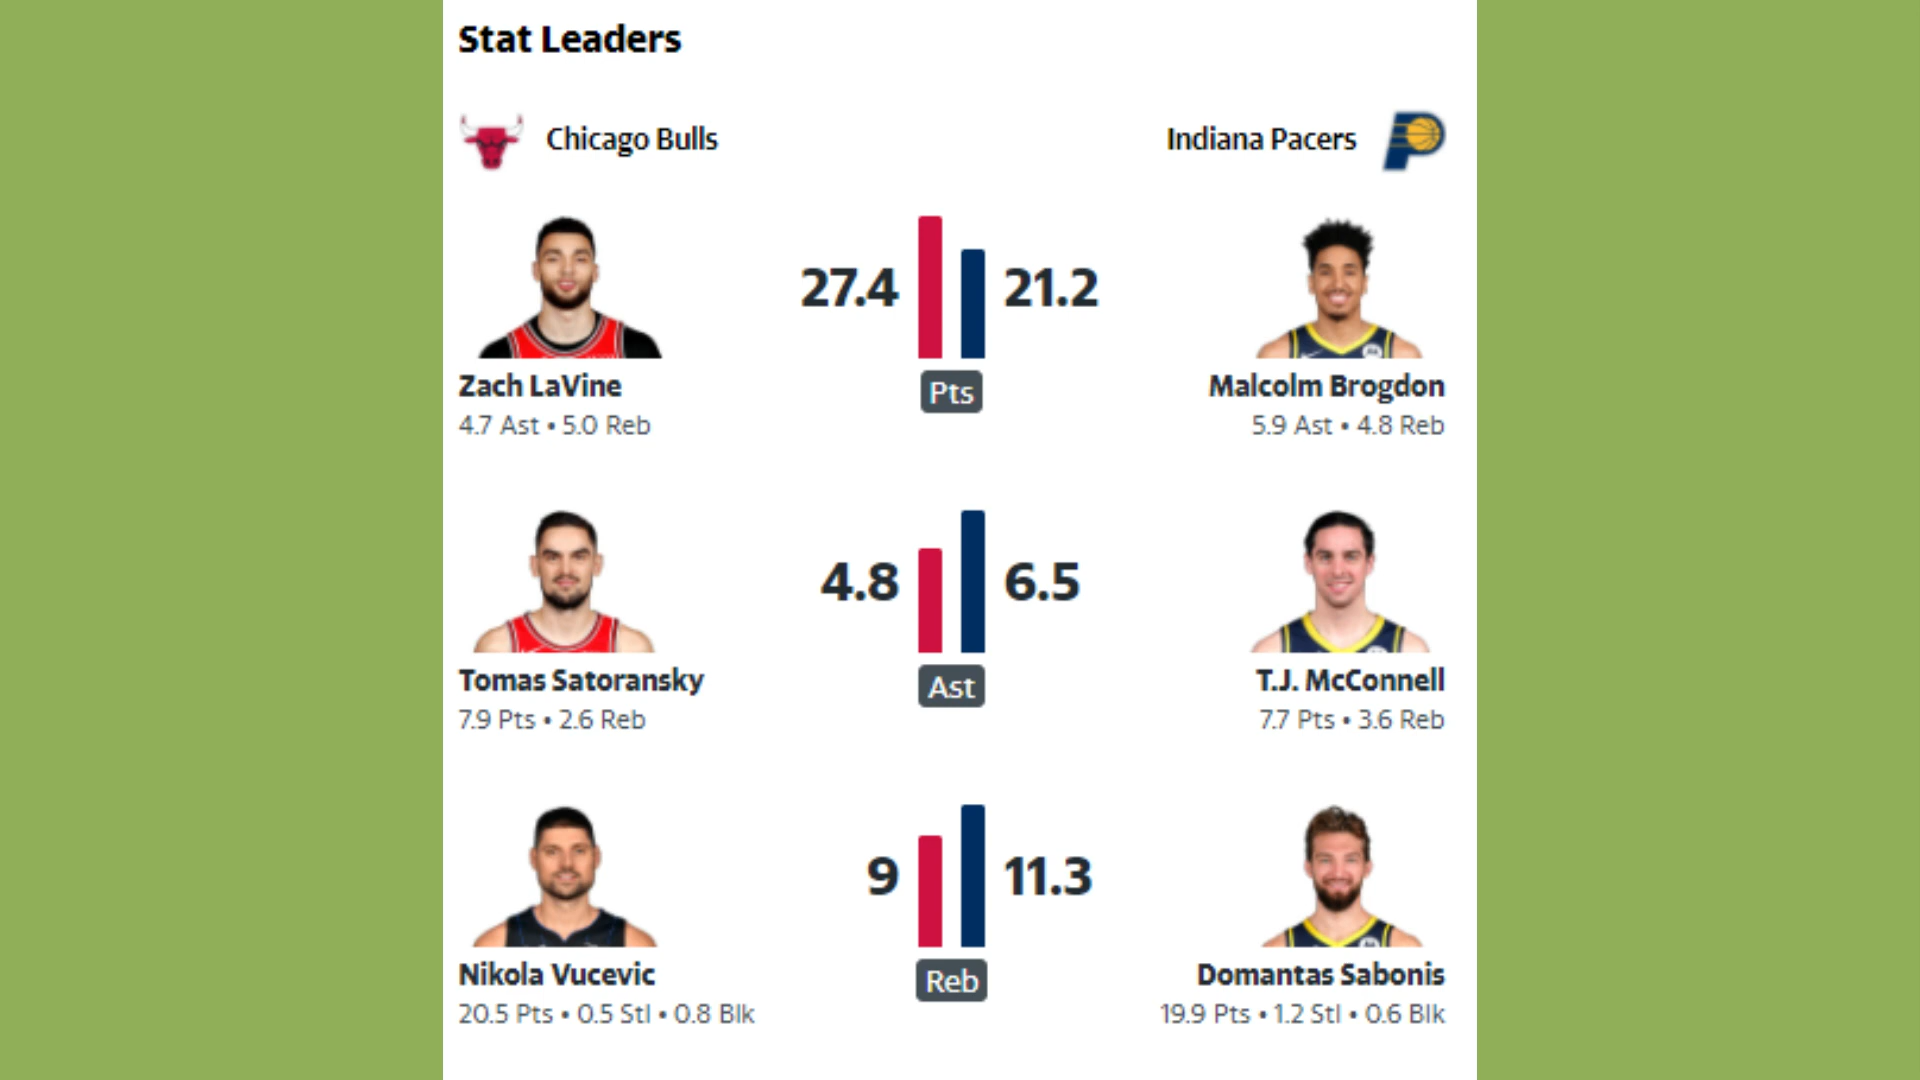 Stat Leaders
Chicago Bulls
Indiana Pacers
27.4
21.2
Pts
Zach LaVine
4.7 Ast • 5.0 Reb
Malcolm Brogdon
5.9 Ast • 4.8 Reb
4.8
6.5
Ast
Tomas Satoransky
7.9 Pts • 2.6 Reb
T.J. McConnell
7.7 Pts • 3.6 Reb
9
11.3
Reb
Nikola Vucevic
20.5 Pts • 0.5 Stl • 0.8 Blk
Domantas Sabonis
19.9 Pts • 1.2 Stl • 0.6 Blk